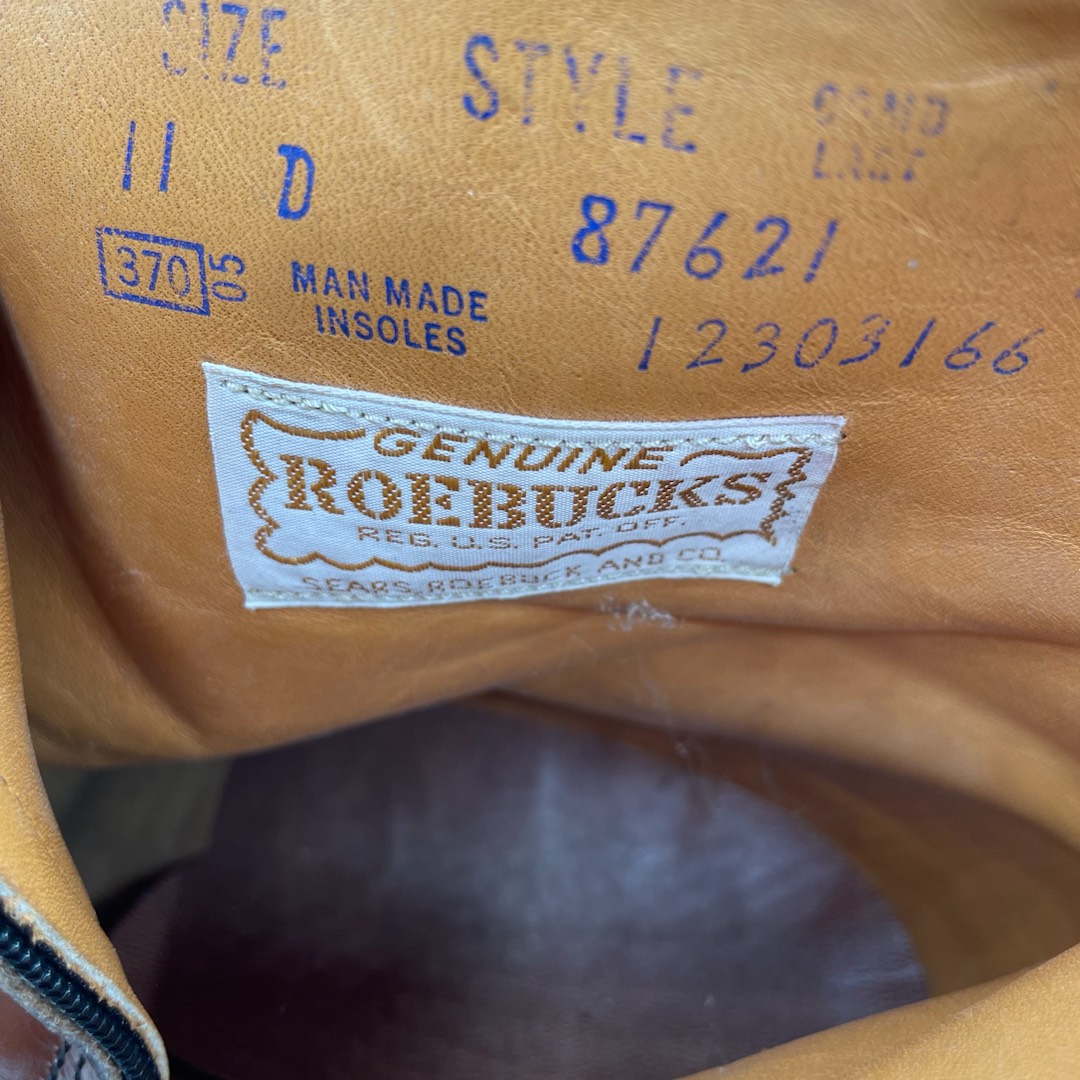 SIZE STYLE
LAST
11 D 87621
370 05 MAN MADE
INSOLES
12303166
GENUINE
ROEBUCKS
REG. U.S. PAT. OFF.
SEARS, ROEBUCK AND CO.